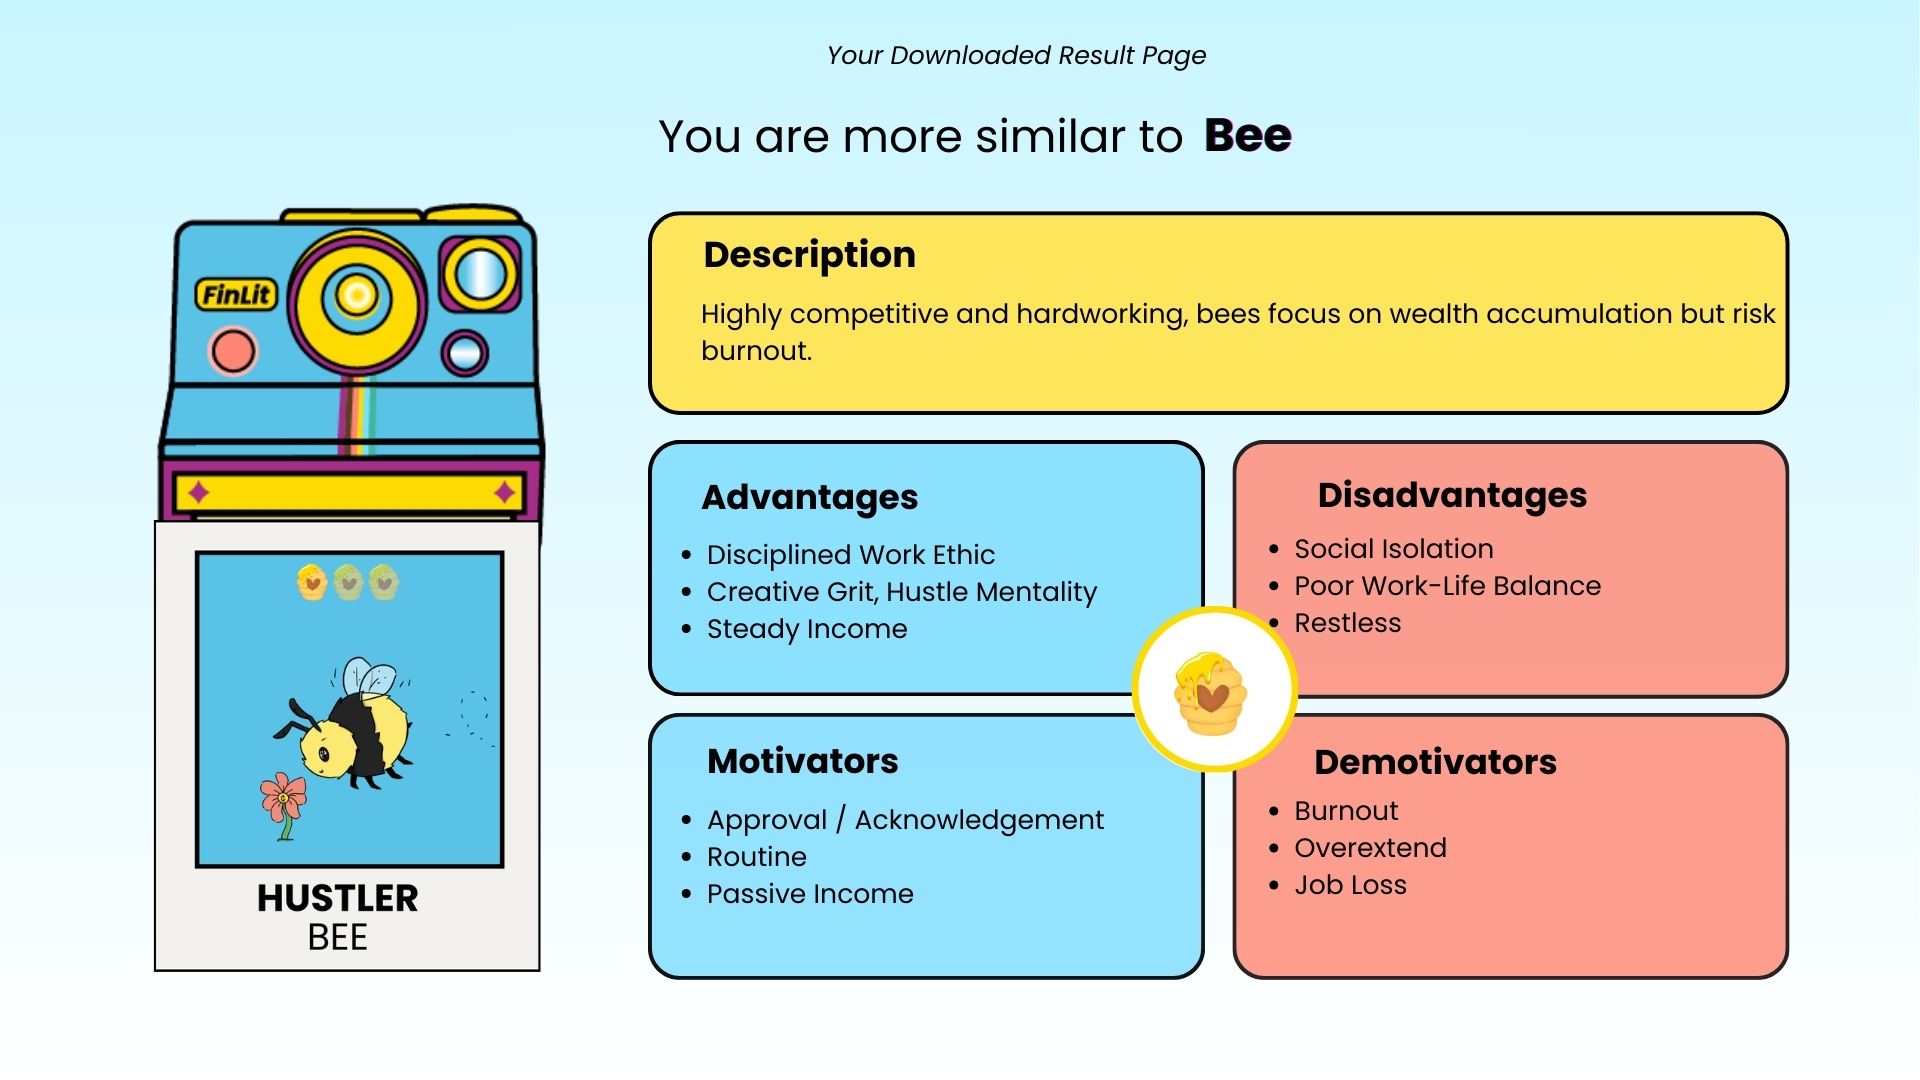 Your Downloaded Result Page
You are more similar to Bee
FinLit
HUSTLER
BEE
Description
Highly competitive and hardworking, bees focus on wealth accumulation but risk
burnout.
Advantages
• Disciplined Work Ethic
• Creative Grit, Hustle Mentality
• Steady Income
Disadvantages
• Social Isolation
• Poor Work-Life Balance
• Restless
Motivators
• Approval / Acknowledgement
• Routine
• Passive Income
Demotivators
• Burnout
• Overextend
• Job Loss